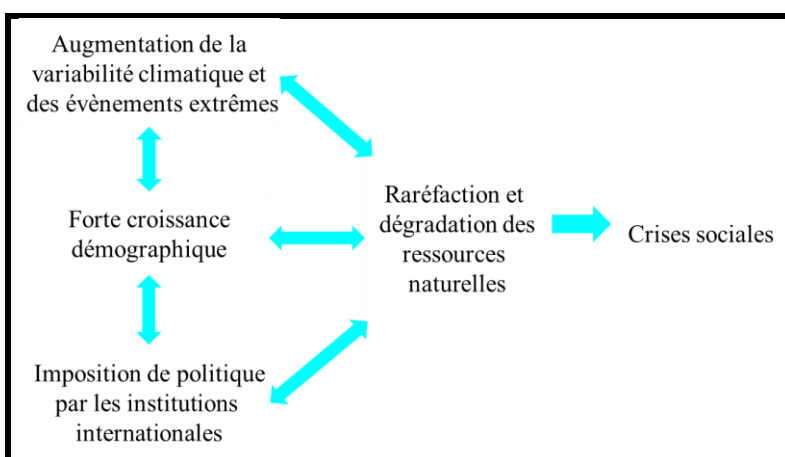 Augmentation de la
variabilité climatique et
des évènements extrêmes
Forte croissance
démographique
Imposition de politique
par les institutions
internationales
Raréfaction et
dégradation des
ressources
naturelles
Crises sociales